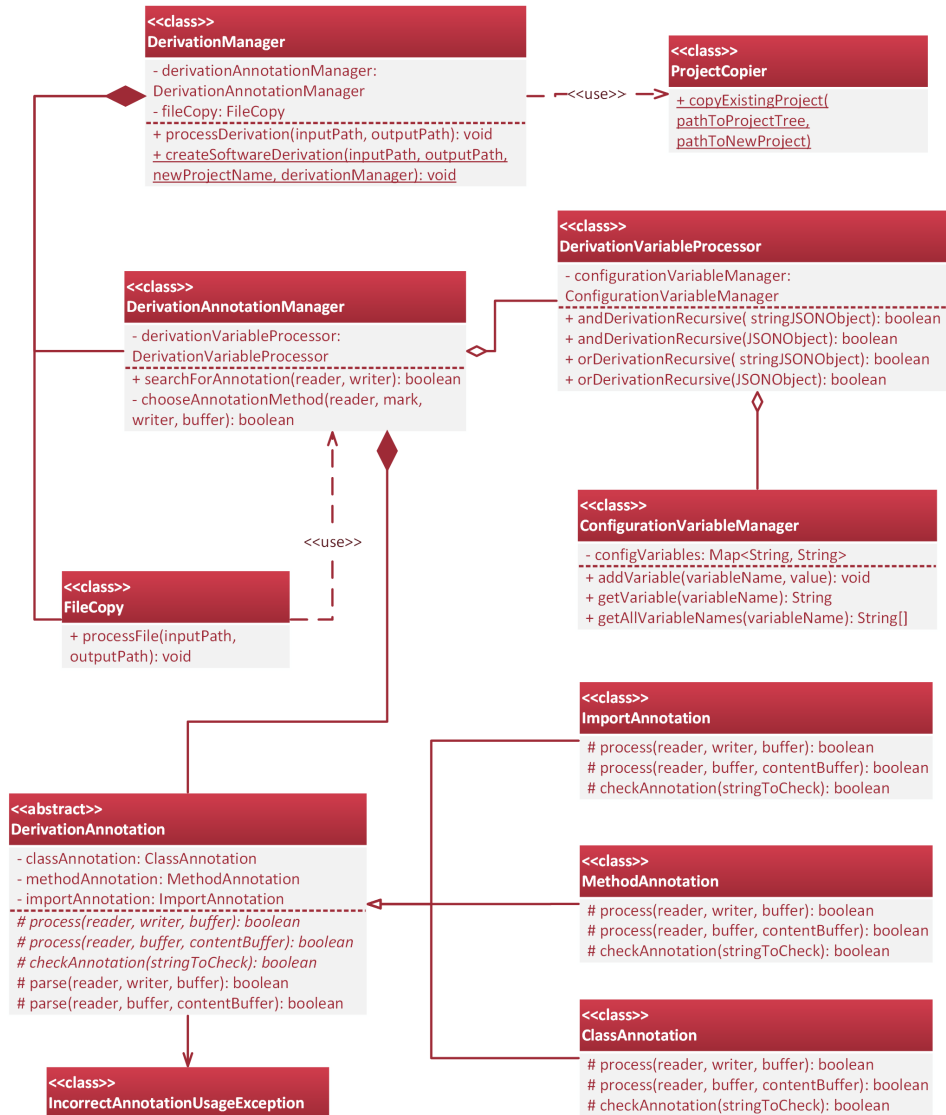 <<class>>
DerivationManager
- derivationAnnotationManager:
DerivationAnnotationManager
- fileCopy: FileCopy
+ processDerivation(inputPath, outputPath): void
+ createSoftwareDerivation(inputPath, outputPath,
newProjectName, derivationManager): void
<<use>>
<<class>>
ProjectCopier
+ copyExistingProject(
pathToProjectTree,
pathToNewProject)
<<class>>
DerivationVariableProcessor
- configurationVariableManager:
ConfigurationVariableManager
+ andDerivationRecursive( stringJSONObject): boolean
+ andDerivationRecursive(JSONObject): boolean
+ orDerivationRecursive( stringJSONObject): boolean
+ orDerivationRecursive(JSONObject): boolean
<<class>>
DerivationAnnotationManager
- derivationVariableProcessor:
DerivationVariableProcessor
+ searchForAnnotation(reader, writer): boolean
- chooseAnnotationMethod(reader, mark,
writer, buffer): boolean
<<class>>
ConfigurationVariableManager
- configVariables: Map<String, String>
+ addVariable(variableName, value): void
+ getVariable(variableName): String
+ getAllVariableNames(variableName): String[]
<<use>>
<<class>>
FileCopy
+ processFile(inputPath,
outputPath): void
<<class>>
ImportAnnotation
# process(reader, writer, buffer): boolean
# process(reader, buffer, contentBuffer): boolean
# checkAnnotation(stringToCheck): boolean
<<abstract>>
DerivationAnnotation
- classAnnotation: ClassAnnotation
- methodAnnotation: MethodAnnotation
- importAnnotation: ImportAnnotation
# process(reader, writer, buffer): boolean
# process(reader, buffer, contentBuffer): boolean
# checkAnnotation(stringToCheck): boolean
# parse(reader, writer, buffer): boolean
# parse(reader, buffer, contentBuffer): boolean
<<class>>
MethodAnnotation
# process(reader, writer, buffer): boolean
# process(reader, buffer, contentBuffer): boolean
# checkAnnotation(stringToCheck): boolean
<<class>>
ClassAnnotation
# process(reader, writer, buffer): boolean
# process(reader, buffer, contentBuffer): boolean
# checkAnnotation(stringToCheck): boolean
<<class>>
IncorrectAnnotationUsageException